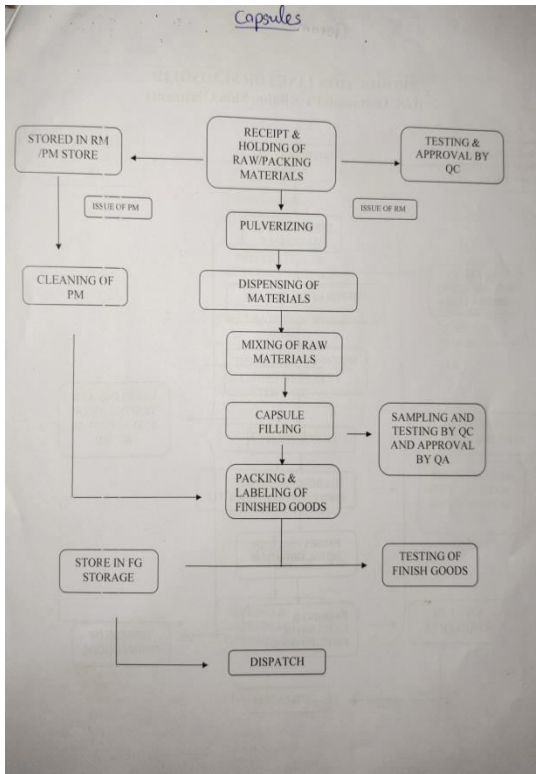 Capsules
RECEIPT &
HOLDING OF
RAW/PACKING
MATERIALS
STORED IN RM
/PM STORE
TESTING &
APPROVAL BY
QC
ISSUE OF PM
ISSUE OF RM
PULVERIZING
CLEANING OF
PM
DISPENSING OF
MATERIALS
MIXING OF RAW
MATERIALS
CAPSULE
FILLING
SAMPLING AND
TESTING BY QC
AND APPROVAL
BY QA
PACKING &
LABELING OF
FINISHED GOODS
STORE IN FG
STORAGE
TESTING OF
FINISH GOODS
DISPATCH